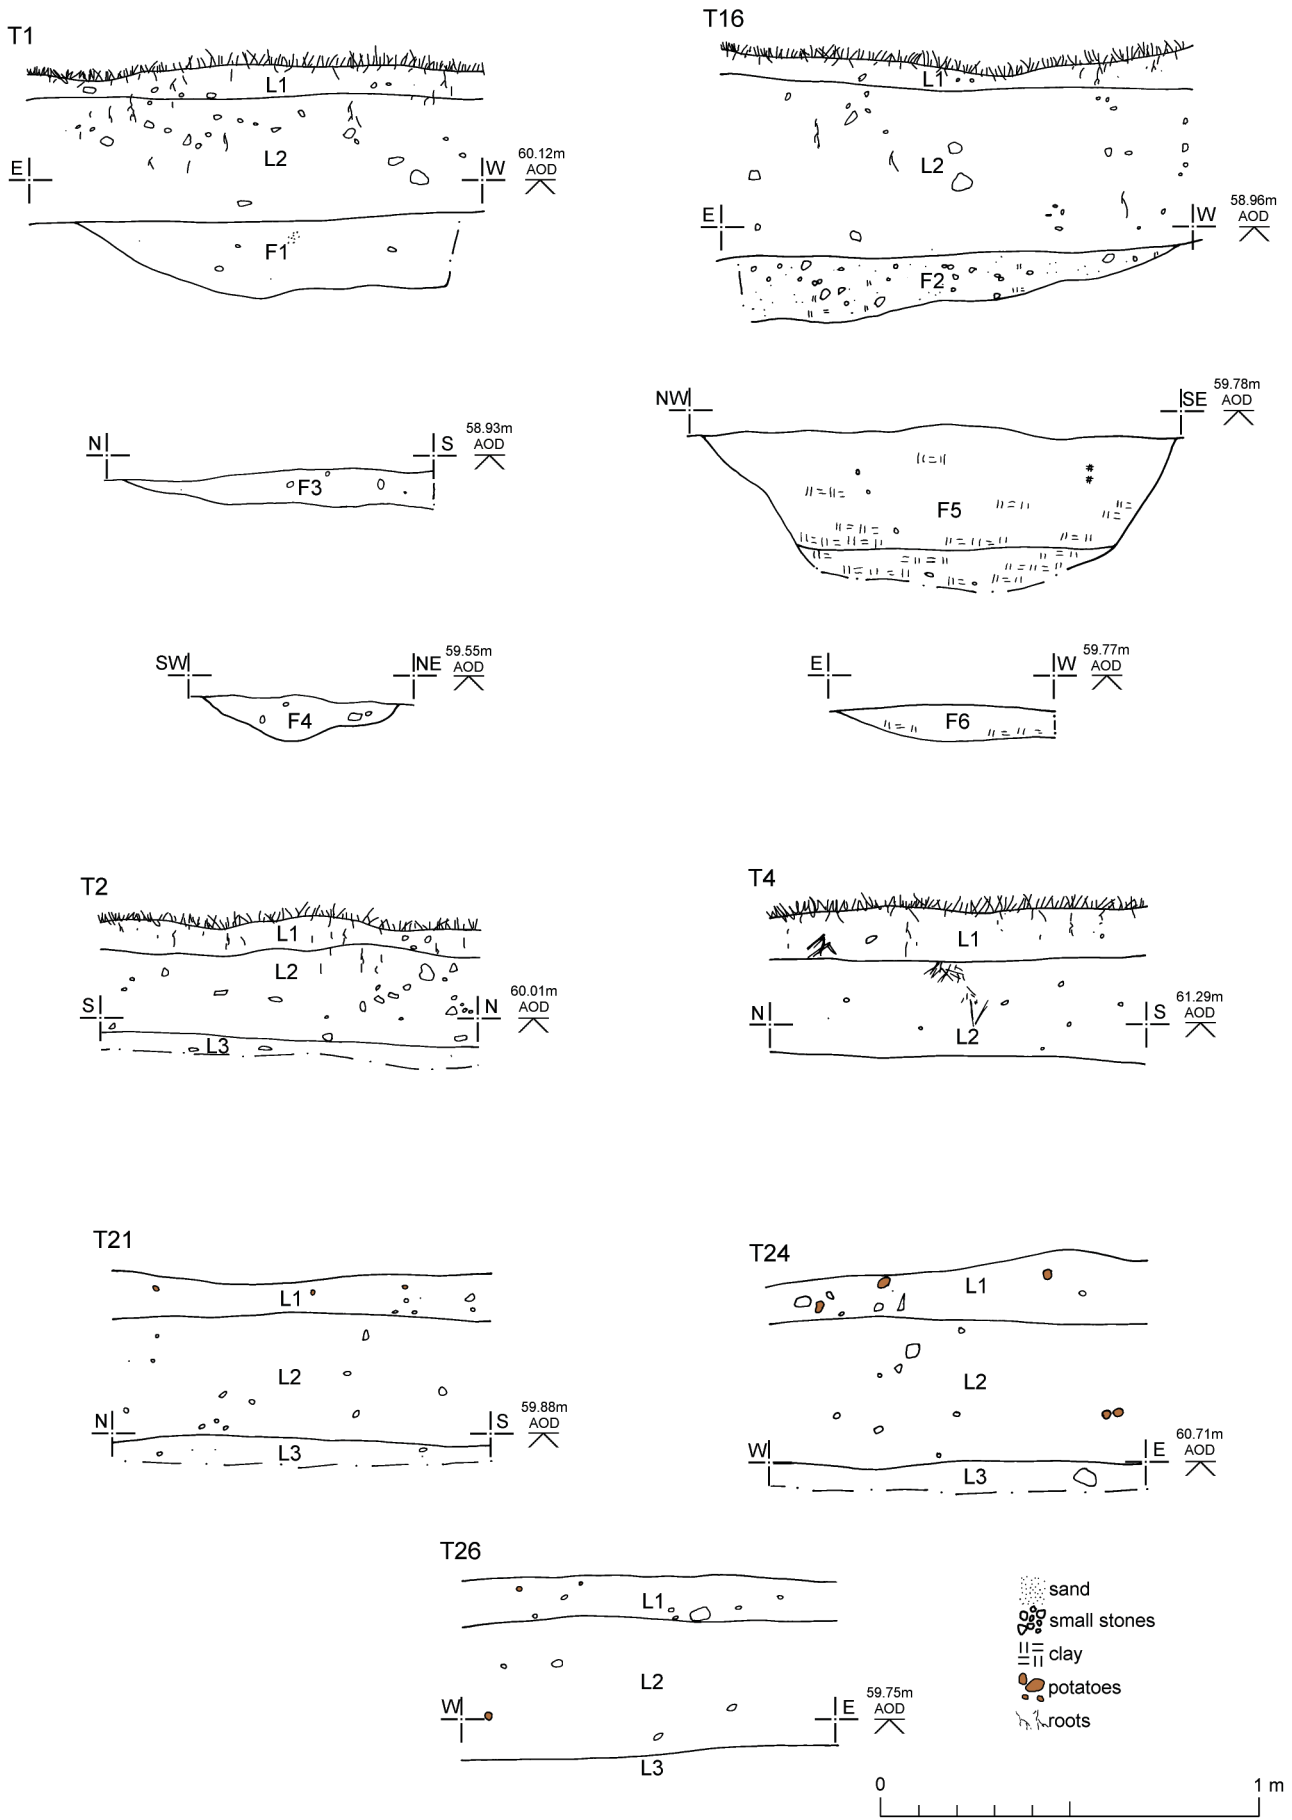 T1
L1
L2
E
W
60.12m
AOD
F1
T16
L1
L2
E
W
58.96m
AOD
F2
N
S
58.93m
AOD
F3
NW
SE
59.78m
AOD
F5
SW
NE
59.55m
AOD
F4
E
W
59.77m
AOD
F6
T2
L1
L2
S
N
60.01m
AOD
L3
T4
L1
N
S
61.29m
AOD
L2
T21
L1
L2
N
S
59.88m
AOD
L3
T24
L1
L2
W
E
60.71m
AOD
L3
T26
L1
L2
W
E
59.75m
AOD
L3
sand
small stones
clay
potatoes
roots
0 1 m